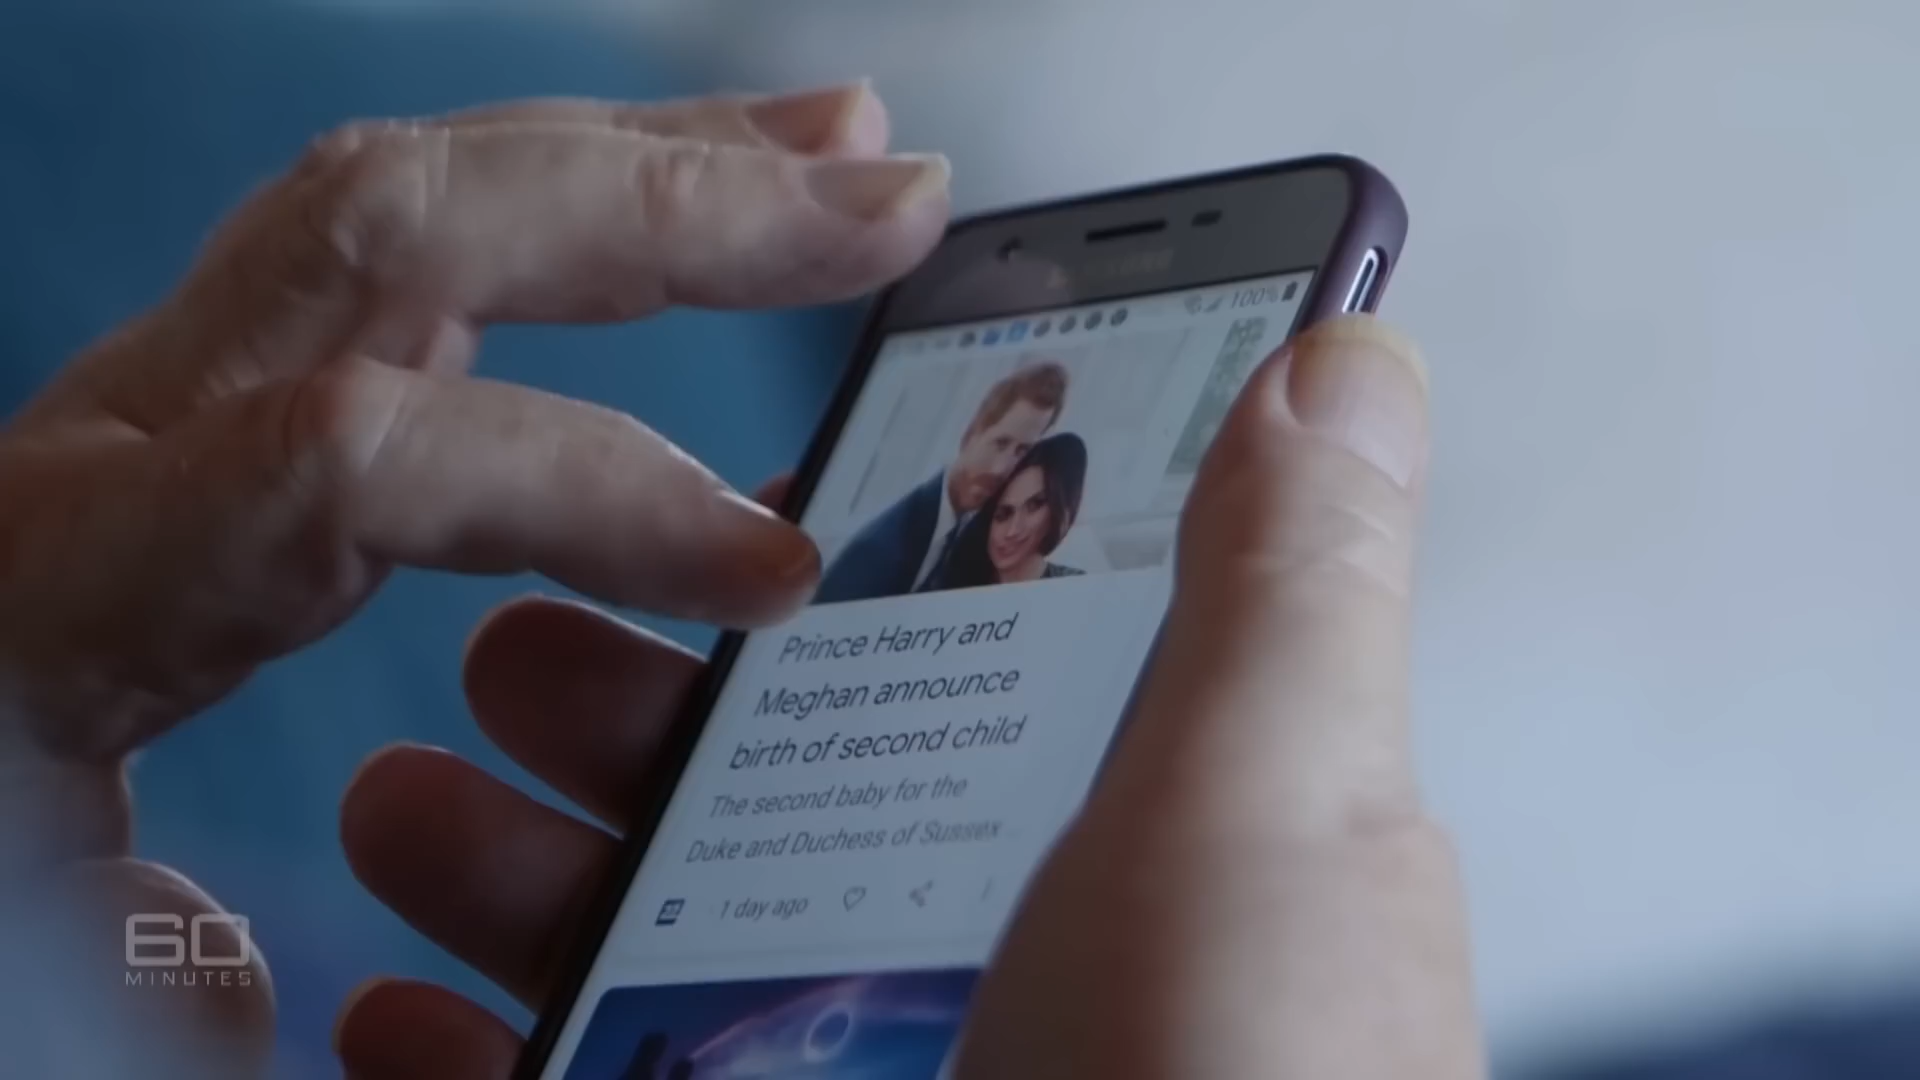 100%
Prince Harry and
Meghan announce
birth of second child
The second baby for the
Duke and Duchess of Sussex
1 day ago
60
MINUTES